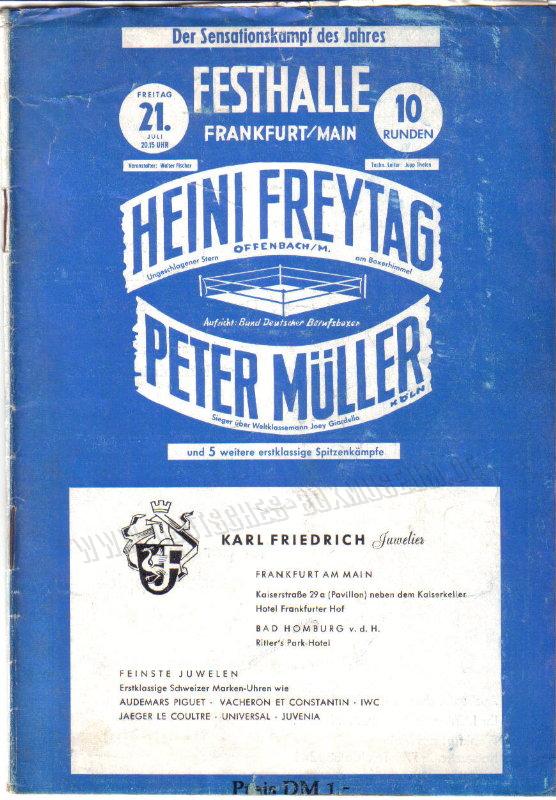 Der Sensationskampf des Jahres
FREITAG
21.
JULI
20.15 UHR
FESTHALLE
FRANKFURT/MAIN
10
RUNDEN
Veranstalter: Walter Fischer
Techn. Leiter: Jupp Thelen
HEINI FREYTAG
OFFENBACH/M.
Ungeschlagener Stern
am Boxerhimmel
Aufsicht: Bund Deutscher Berufsboxer
PETER MÜLLER
KÖLN
Sieger über Weltklassemann Joey Giardello
und 5 weitere erstklassige Spitzenkämpfe
KARL FRIEDRICH Juwelier
FRANKFURT AM MAIN
Kaiserstraße 29 a (Pavillon) neben dem Kaiserkeller
Hotel Frankfurter Hof
BAD HOMBURG v. d. H.
Ritter's Park-Hotel
FEINSTE JUWELEN
Erstklassige Schweizer Marken-Uhren wie
AUDEMARS PIGUET · VACHERON ET CONSTANTIN · IWC
JAEGER LE COULTRE · UNIVERSAL · JUVENIA
Preis DM 1.-